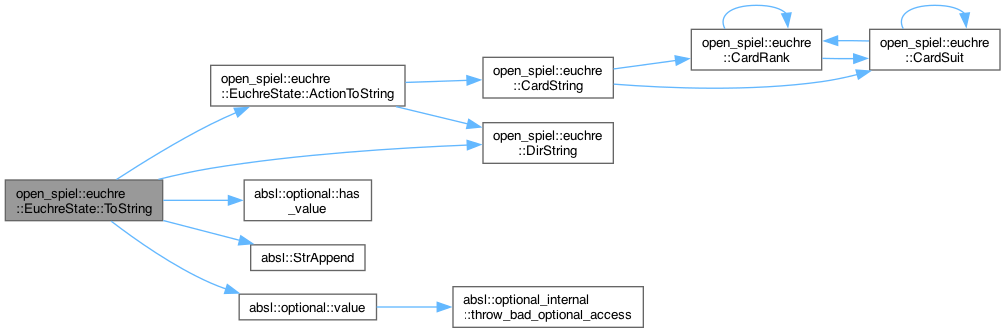 open_spiel::euchre
::EuchreState::ToString
open_spiel::euchre
::EuchreState::ActionToString
open_spiel::euchre
::CardString
open_spiel::euchre
::CardRank
open_spiel::euchre
::CardSuit
open_spiel::euchre
::DirString
absl::optional::has
_value
absl::StrAppend
absl::optional::value
absl::optional_internal
::throw_bad_optional_access